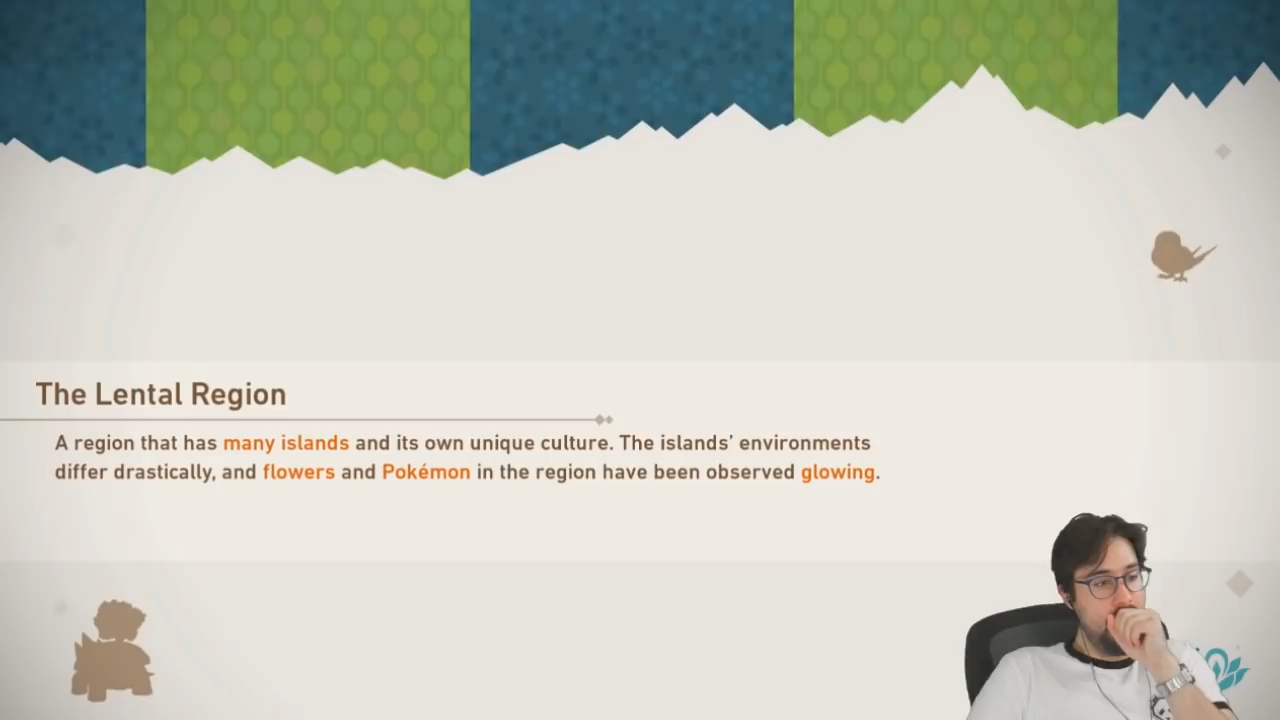 The Lental Region
A region that has many islands and its own unique culture. The islands’ environments
differ drastically, and flowers and Pokémon in the region have been observed glowing.